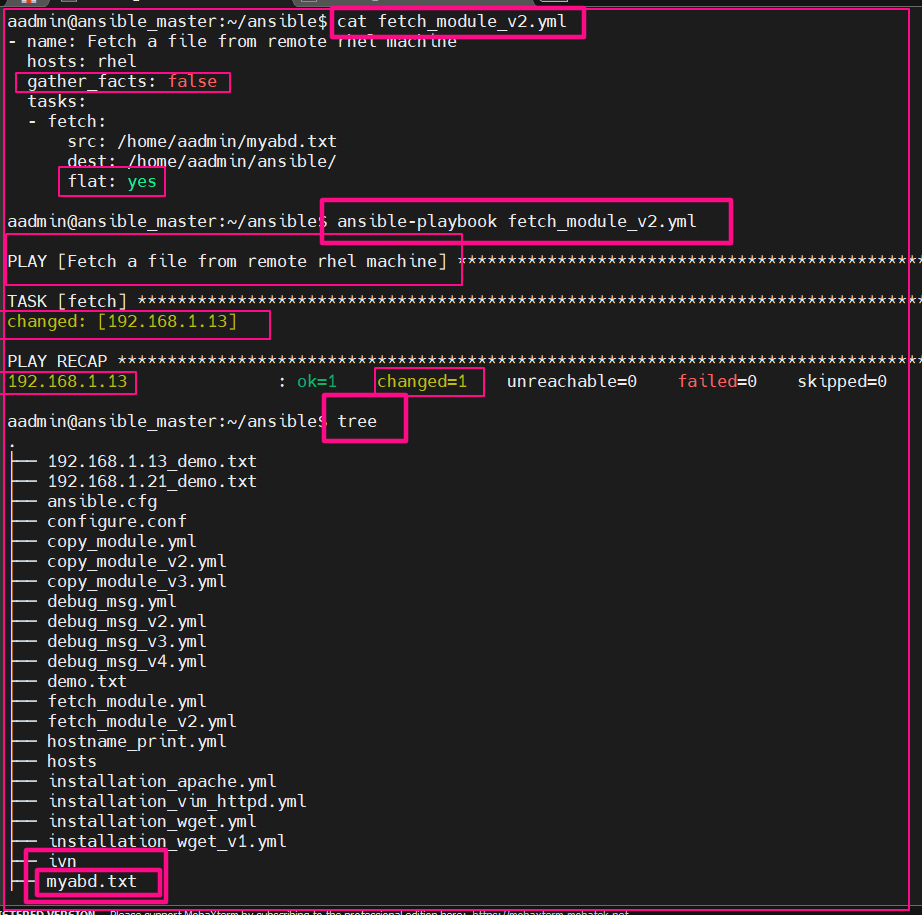 aadmin@ansible_master:~/ansible$ cat fetch_module_v2.yml
- name: Fetch a file from remote rhel machine
  hosts: rhel
  gather_facts: false
  tasks:
  - fetch:
      src: /home/aadmin/myabd.txt
      dest: /home/aadmin/ansible/
      flat: yes
aadmin@ansible_master:~/ansible$ ansible-playbook fetch_module_v2.yml
PLAY [Fetch a file from remote rhel machine] **********************************************
TASK [fetch] ******************************************************************************
changed: [192.168.1.13]
PLAY RECAP ********************************************************************************
192.168.1.13               : ok=1    changed=1    unreachable=0    failed=0    skipped=0
aadmin@ansible_master:~/ansible$ tree
.
├── 192.168.1.13_demo.txt
├── 192.168.1.21_demo.txt
├── ansible.cfg
├── configure.conf
├── copy_module.yml
├── copy_module_v2.yml
├── copy_module_v3.yml
├── debug_msg.yml
├── debug_msg_v2.yml
├── debug_msg_v3.yml
├── debug_msg_v4.yml
├── demo.txt
├── fetch_module.yml
├── fetch_module_v2.yml
├── hostname_print.yml
├── hosts
├── installation_apache.yml
├── installation_vim_httpd.yml
├── installation_wget.yml
├── installation_wget_v1.yml
├── ivn
├── myabd.txt
VERSION - Please support MobaXterm by subscribing to the professional edition here: https://mobaxterm.mobatek.net